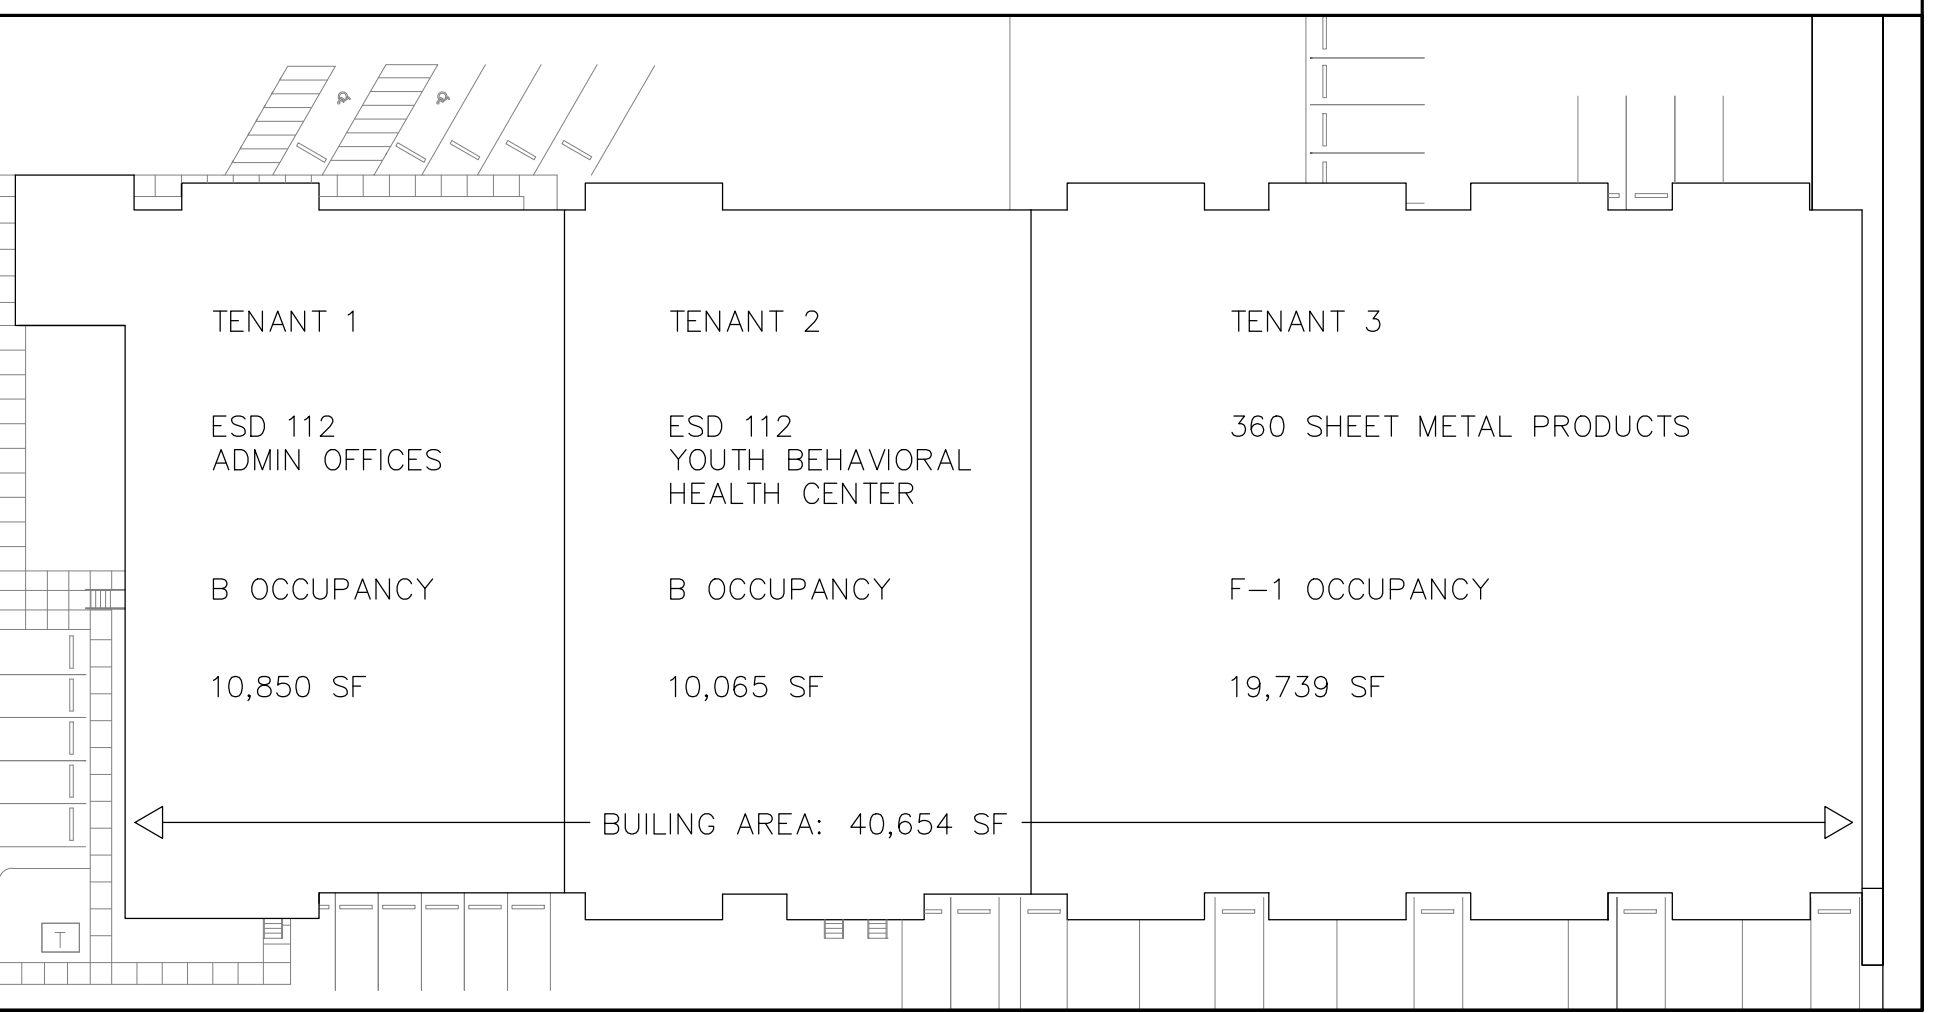 TENANT 1
ESD 112
ADMIN OFFICES
B OCCUPANCY
10,850 SF
TENANT 2
ESD 112
YOUTH BEHAVIORAL
HEALTH CENTER
B OCCUPANCY
10,065 SF
TENANT 3
360 SHEET METAL PRODUCTS
F-1 OCCUPANCY
19,739 SF
BUILING AREA: 40,654 SF
T